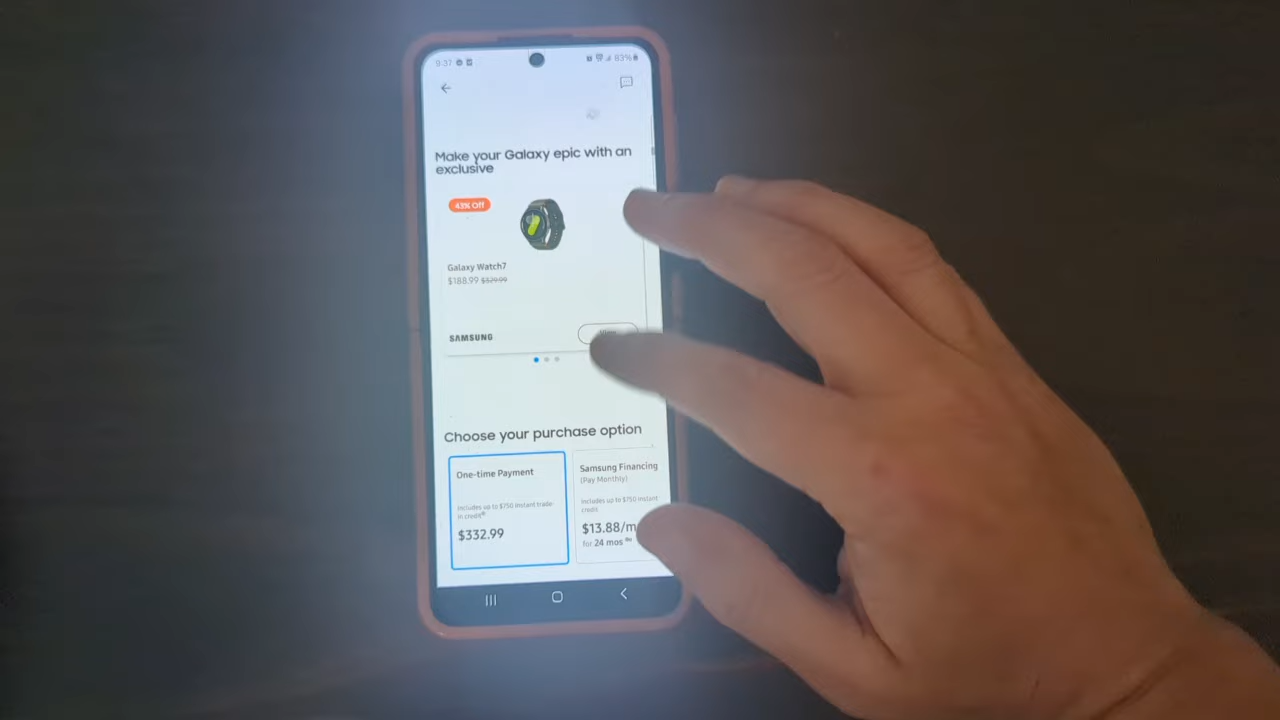 9:37
83%
Make your Galaxy epic with an
exclusive
43% Off
Galaxy Watch7
$188.99 $329.99
SAMSUNG
Choose your purchase option
One-time Payment
Includes up to $750 instant trade-
in credit
$332.99
Samsung Financing
(Pay Monthly)
Includes up to $750 instant
credit
$13.88/m
for 24 mos